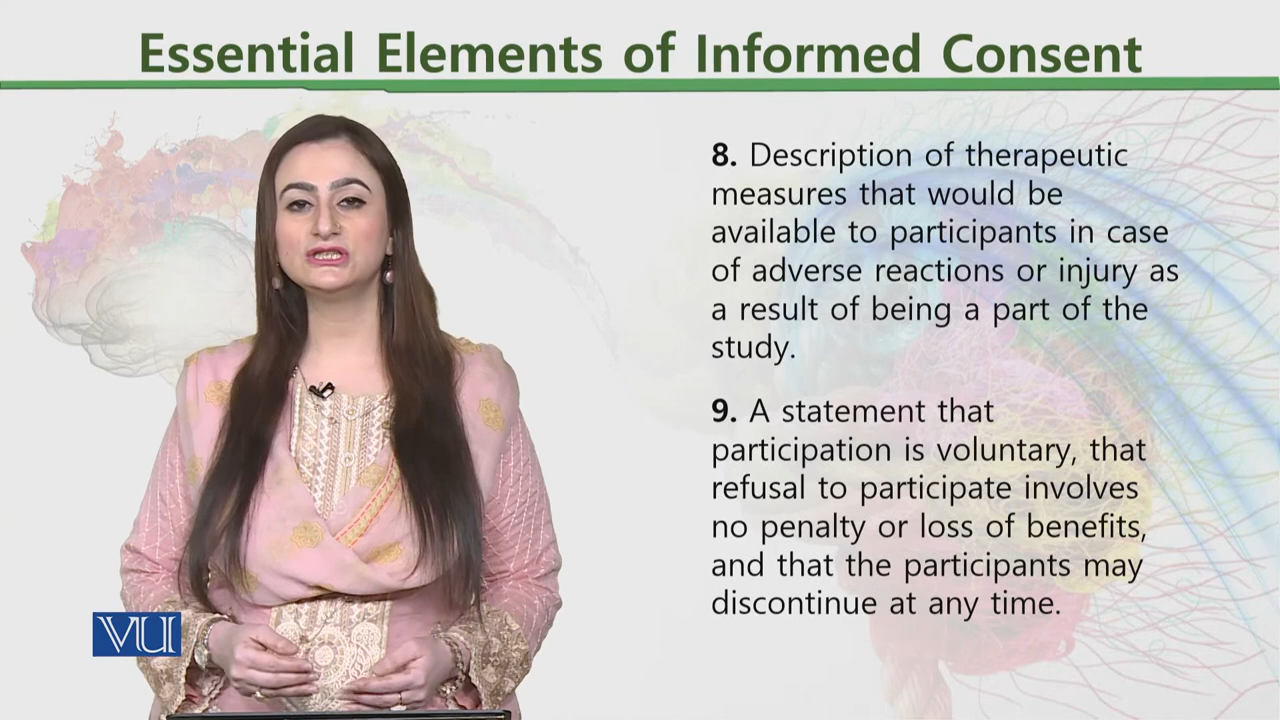 Essential Elements of Informed Consent
8. Description of therapeutic
measures that would be
available to participants in case
of adverse reactions or injury as
a result of being a part of the
study.
9. A statement that
participation is voluntary, that
refusal to participate involves
no penalty or loss of benefits,
and that the participants may
discontinue at any time.
VU